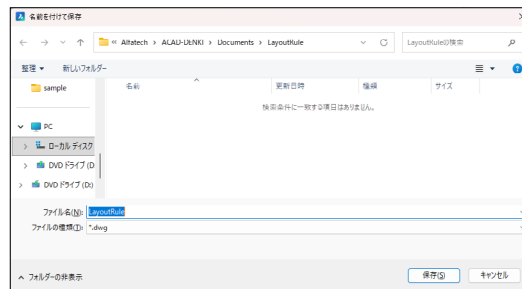 名前を付けて保存
« Alfatech › ACAD-DENKI › Documents › LayoutRule
LayoutRuleの検索
整理 新しいフォルダー
名前 更新日時 種類 サイズ
sample
検索条件に一致する項目はありません。
PC
ローカル ディスク
DVD ドライブ (D
DVD ドライブ (D:)
ファイル名(N): LayoutRule
ファイルの種類(T): *.dwg
フォルダーの非表示
保存(S) キャンセル